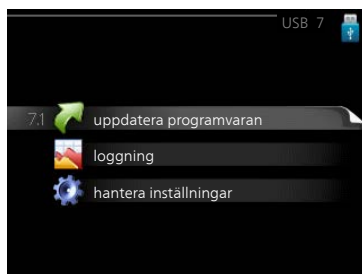 USB 7
7.1 uppdatera programvaran
loggning
hantera inställningar